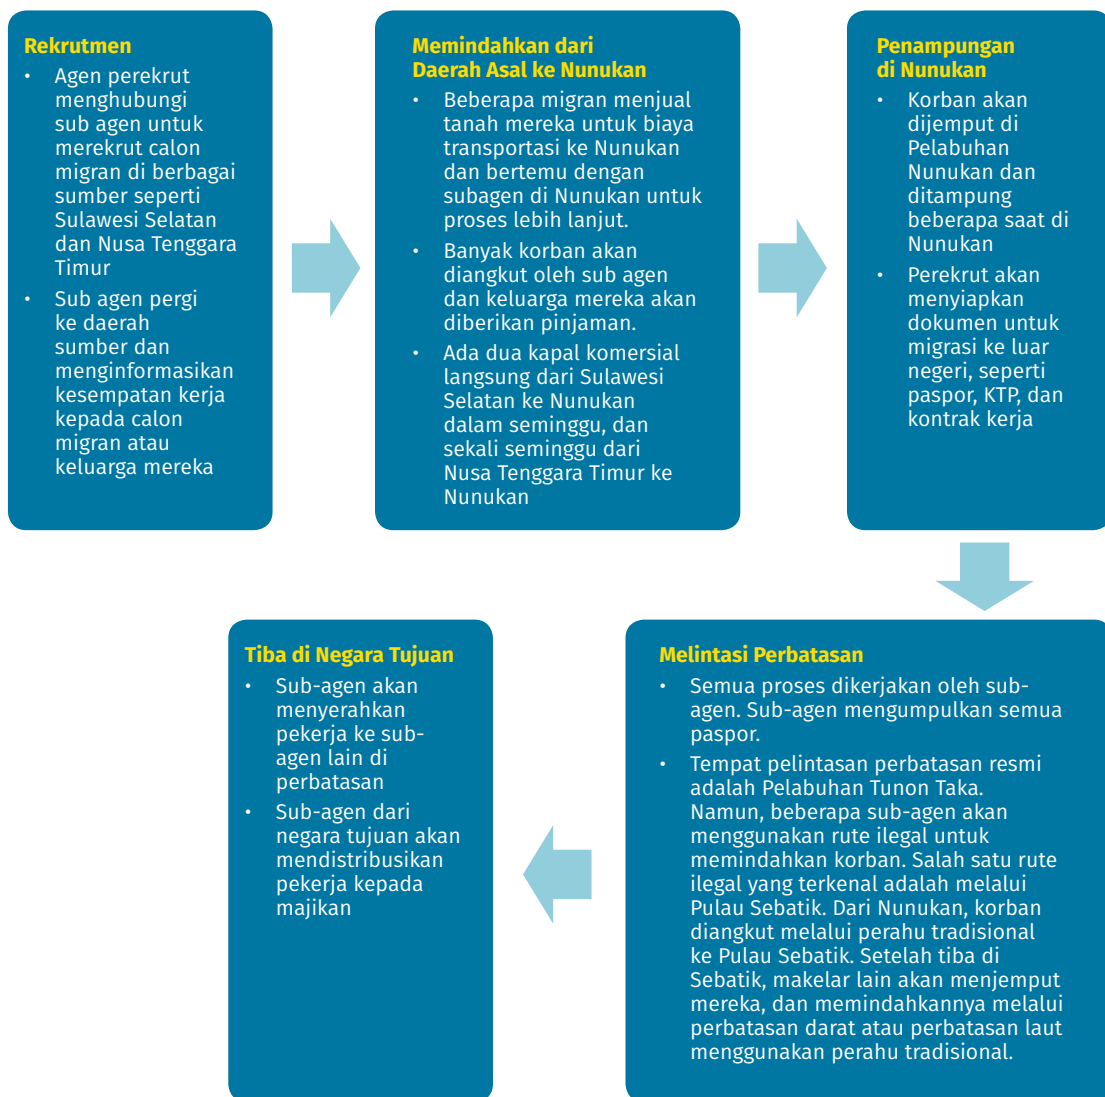 Rekrutmen
• Agen perekrut
menghubungi
sub agen untuk
merekrut calon
migran di berbagai
sumber seperti
Sulawesi Selatan
dan Nusa Tenggara
Timur
• Sub agen pergi
ke daerah
sumber dan
menginformasikan
kesempatan kerja
kepada calon
migran atau
keluarga mereka
Memindahkan dari
Daerah Asal ke Nunukan
• Beberapa migran menjual
tanah mereka untuk biaya
transportasi ke Nunukan
dan bertemu dengan
subagen di Nunukan untuk
proses lebih lanjut.
• Banyak korban akan
diangkut oleh sub agen
dan keluarga mereka akan
diberikan pinjaman.
• Ada dua kapal komersial
langsung dari Sulawesi
Selatan ke Nunukan
dalam seminggu, dan
sekali seminggu dari
Nusa Tenggara Timur ke
Nunukan
Penampungan
di Nunukan
• Korban akan
dijemput di
Pelabuhan
Nunukan dan
ditampung
beberapa saat di
Nunukan
• Perekrut akan
menyiapkan
dokumen untuk
migrasi ke luar
negeri, seperti
paspor, KTP, dan
kontrak kerja
Melintasi Perbatasan
• Semua proses dikerjakan oleh sub-
agen. Sub-agen mengumpulkan semua
paspor.
• Tempat pelintasan perbatasan resmi
adalah Pelabuhan Tunon Taka.
Namun, beberapa sub-agen akan
menggunakan rute ilegal untuk
memindahkan korban. Salah satu rute
ilegal yang terkenal adalah melalui
Pulau Sebatik. Dari Nunukan, korban
diangkut melalui perahu tradisional
ke Pulau Sebatik. Setelah tiba di
Sebatik, makelar lain akan menjemput
mereka, dan memindahkannya melalui
perbatasan darat atau perbatasan laut
menggunakan perahu tradisional.
Tiba di Negara Tujuan
• Sub-agen akan
menyerahkan
pekerja ke sub-
agen lain di
perbatasan
• Sub-agen dari
negara tujuan akan
mendistribusikan
pekerja kepada
majikan